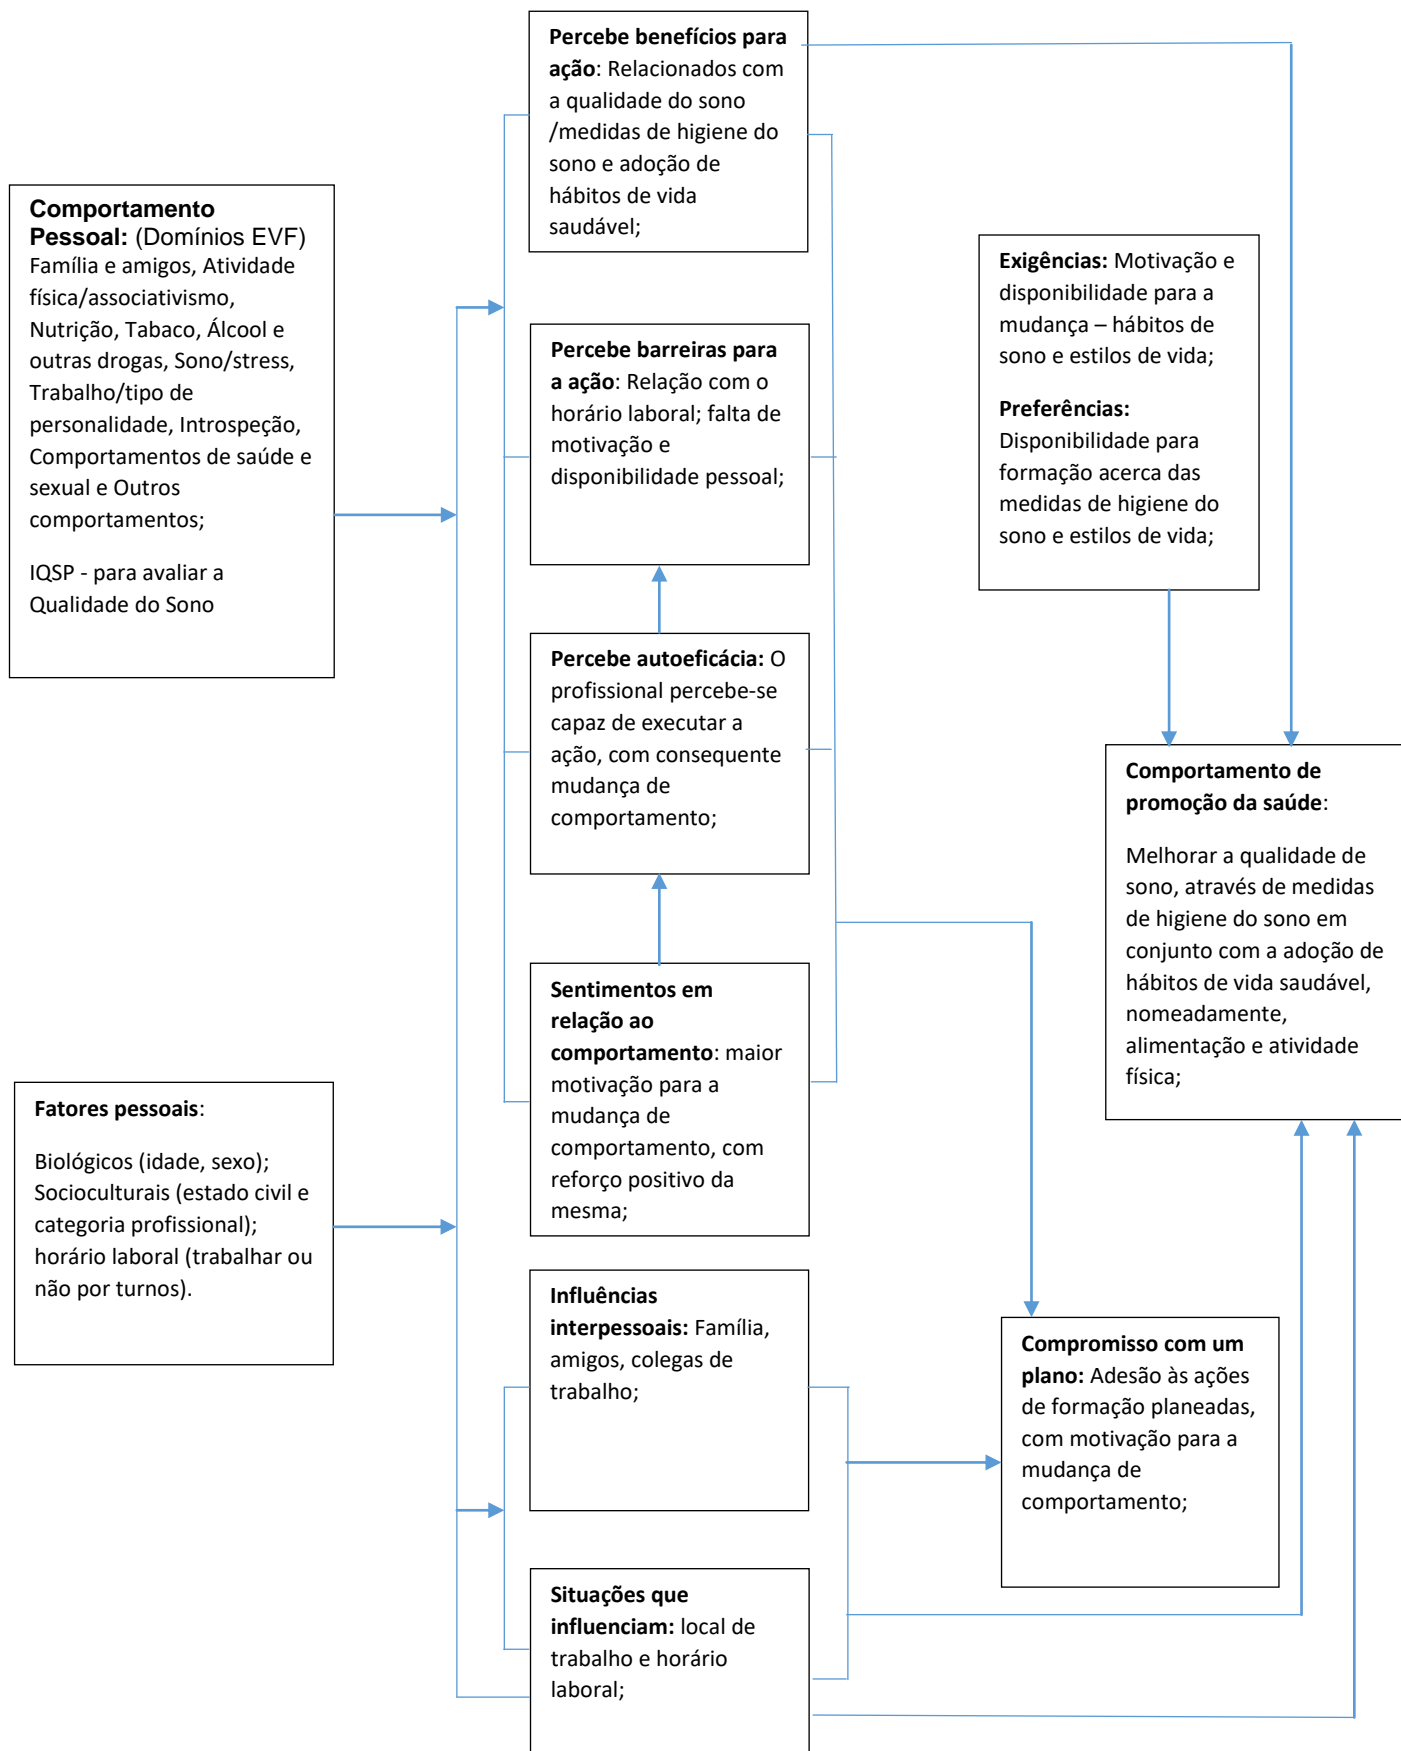 Comportamento
Pessoal: (Domínios EVF)
Família e amigos, Atividade
física/associativismo,
Nutrição, Tabaco, Álcool e
outras drogas, Sono/stress,
Trabalho/tipo de
personalidade, Introspeção,
Comportamentos de saúde e
sexual e Outros
comportamentos;
IQSP - para avaliar a
Qualidade do Sono
Fatores pessoais:
Biológicos (idade, sexo);
Socioculturais (estado civil e
categoria profissional);
horário laboral (trabalhar ou
não por turnos).
Percebe benefícios para
ação: Relacionados com
a qualidade do sono
/medidas de higiene do
sono e adoção de
hábitos de vida
saudável;
Percebe barreiras para
a ação: Relação com o
horário laboral; falta de
motivação e
disponibilidade pessoal;
Percebe autoeficácia: O
profissional percebe-se
capaz de executar a
ação, com consequente
mudança de
comportamento;
Sentimentos em
relação ao
comportamento: maior
motivação para a
mudança de
comportamento, com
reforço positivo da
mesma;
Influências
interpessoais: Família,
amigos, colegas de
trabalho;
Situações que
influenciam: local de
trabalho e horário
laboral;
Exigências: Motivação e
disponibilidade para a
mudança – hábitos de
sono e estilos de vida;
Preferências:
Disponibilidade para
formação acerca das
medidas de higiene do
sono e estilos de vida;
Compromisso com um
plano: Adesão às ações
de formação planeadas,
com motivação para a
mudança de
comportamento;
Comportamento de
promoção da saúde:
Melhorar a qualidade de
sono, através de medidas
de higiene do sono em
conjunto com a adoção de
hábitos de vida saudável,
nomeadamente,
alimentação e atividade
física;